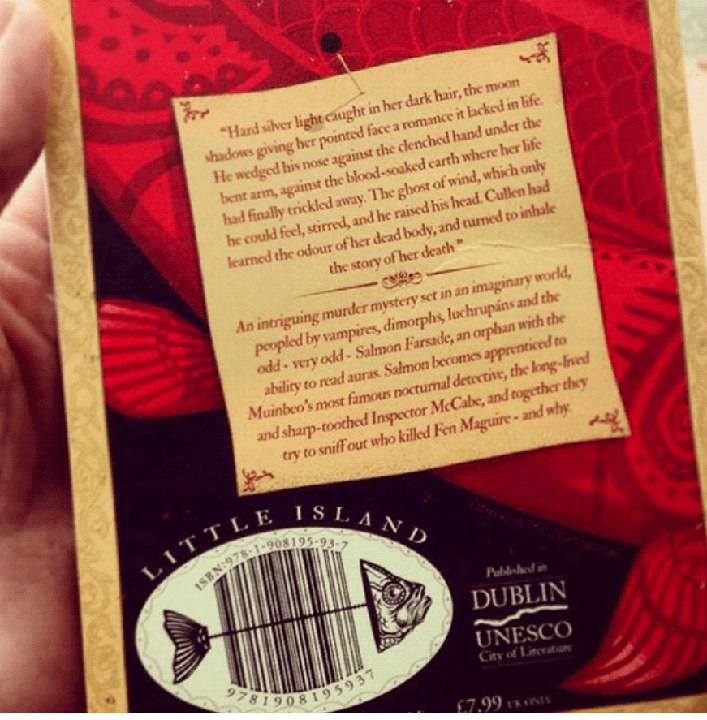 "Hard silver light caught in her dark hair, the moon
shadows giving her pointed face a romance it lacked in life.
He wedged his nose against the clenched hand under the
bent arm, against the blood-soaked earth where her life
had finally trickled away. The ghost of wind, which only
he could feel, stirred, and he raised his head. Cullen had
learned the odour of her dead body, and turned to inhale
the story of her death."
An intriguing murder mystery set in an imaginary world,
peopled by vampires, dimorphs, luchrupáns and the
odd - very odd - Salmon Farsade, an orphan with the
ability to read auras. Salmon becomes apprenticed to
Muinbeo's most famous nocturnal detective, the long-lived
and sharp-toothed Inspector McCabe, and together they
try to sniff out who killed Fen Maguire - and why.
LITTLE ISLAND
ISBN:978-1-908195-93-7
9781908195937
Published in
DUBLIN
UNESCO
City of Literature
£7.99 UK ONLY